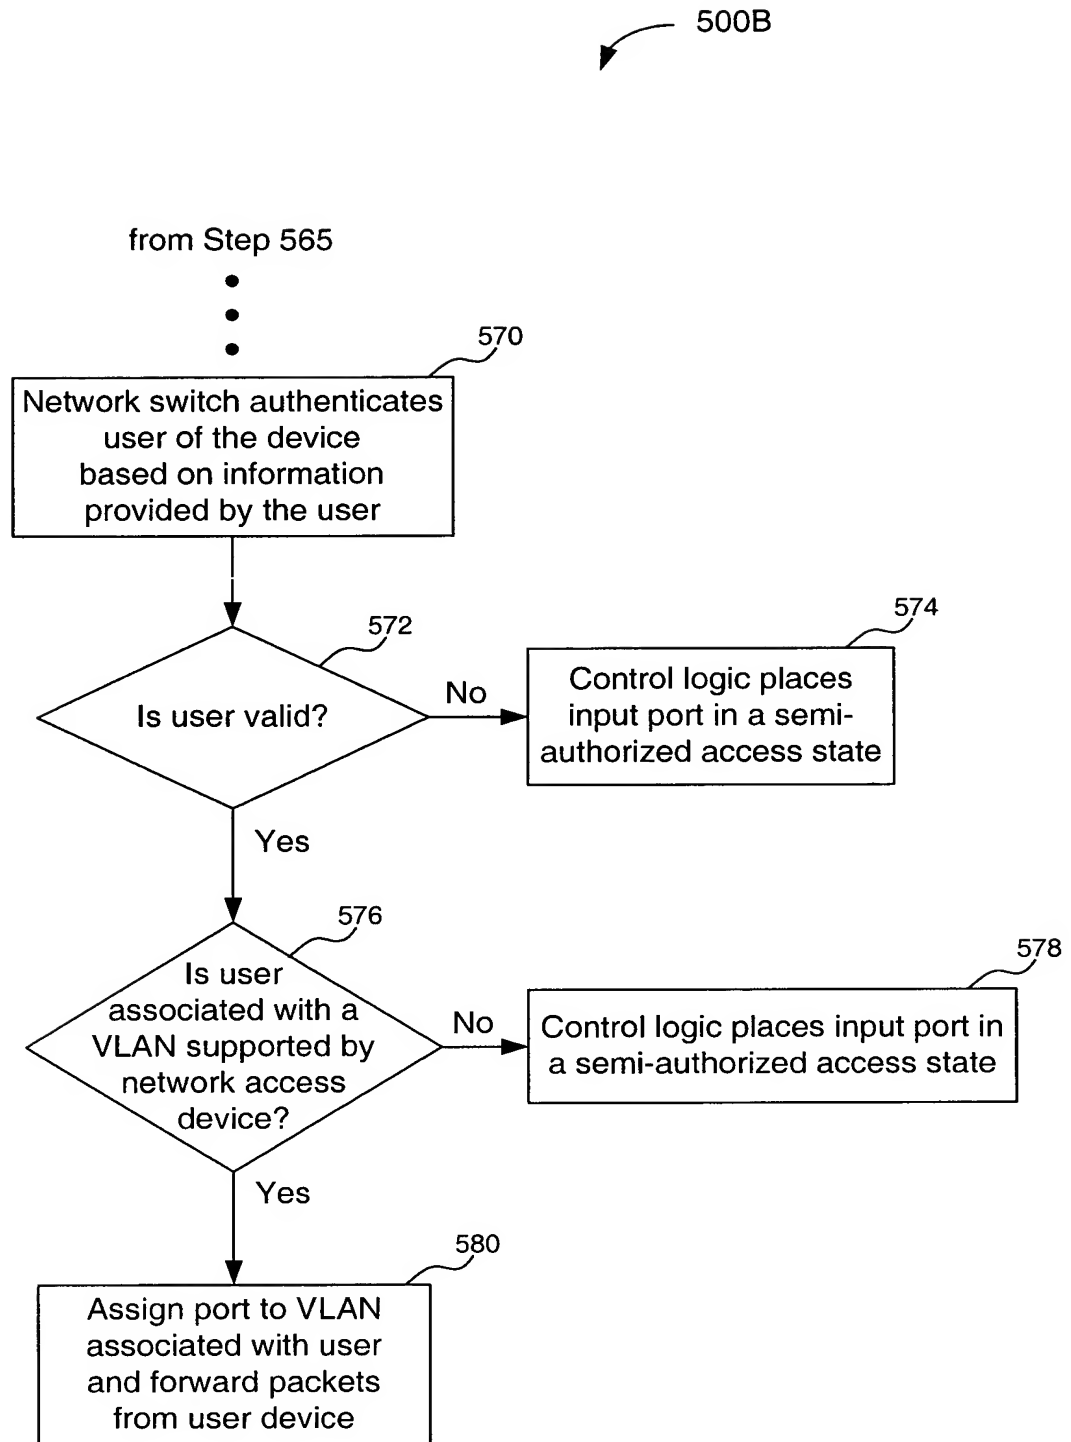 500B
from Step 565
570
Network switch authenticates
user of the device
based on information
provided by the user
572
Is user valid?
No
574
Control logic places
input port in a semi-
authorized access state
Yes
576
Is user
associated with a
VLAN supported by
network access
device?
No
578
Control logic places input port in
a semi-authorized access state
Yes
580
Assign port to VLAN
associated with user
and forward packets
from user device